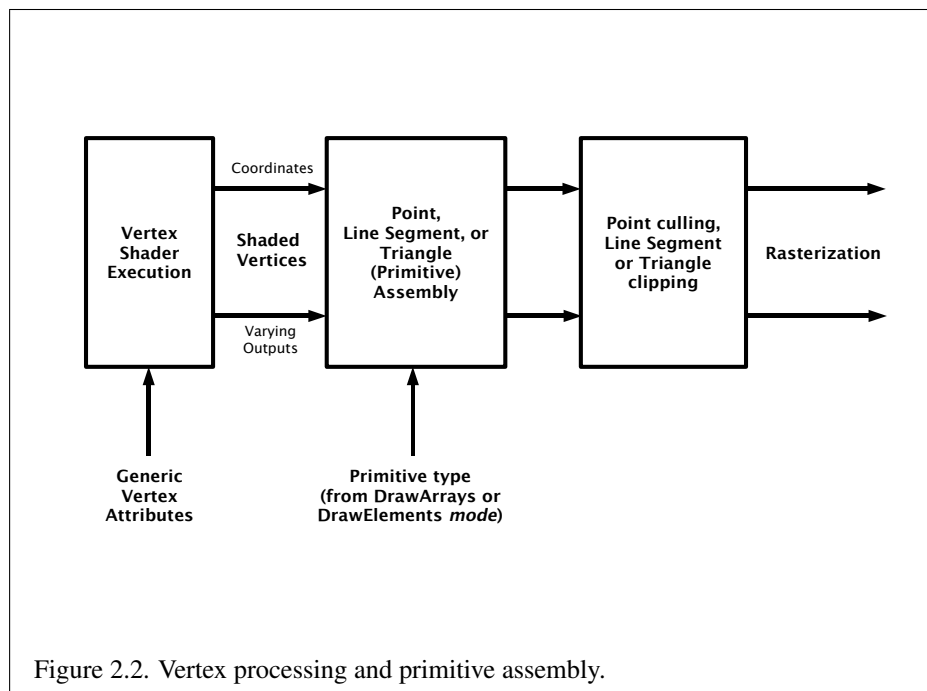 Coordinates
Vertex
Shader
Execution
Shaded
Vertices
Varying
Outputs
Point,
Line Segment, or
Triangle
(Primitive)
Assembly
Point culling,
Line Segment
or Triangle
clipping
Rasterization
Generic
Vertex
Attributes
Primitive type
(from DrawArrays or
DrawElements mode)
Figure 2.2. Vertex processing and primitive assembly.